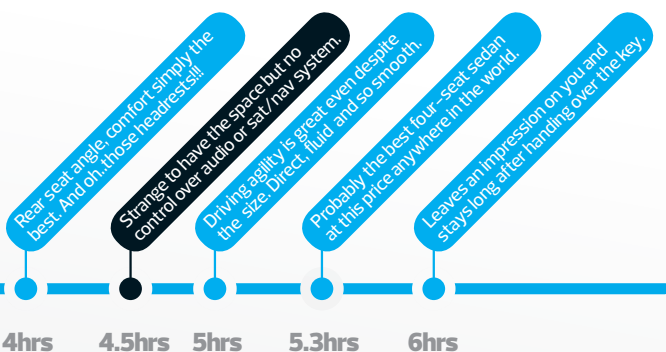 Rear seat angle, comfort simply the
best. And oh..those headrests!!!
Strange to have the space but no
control over audio or sat/nav system.
Driving agility is great even despite
the size. Direct, fluid and so smooth.
Probably the best four-seat sedan
at this price anywhere in the world.
Leaves an impression on you and
stays long after handing over the key.
4hrs
4.5hrs
5hrs
5.3hrs
6hrs